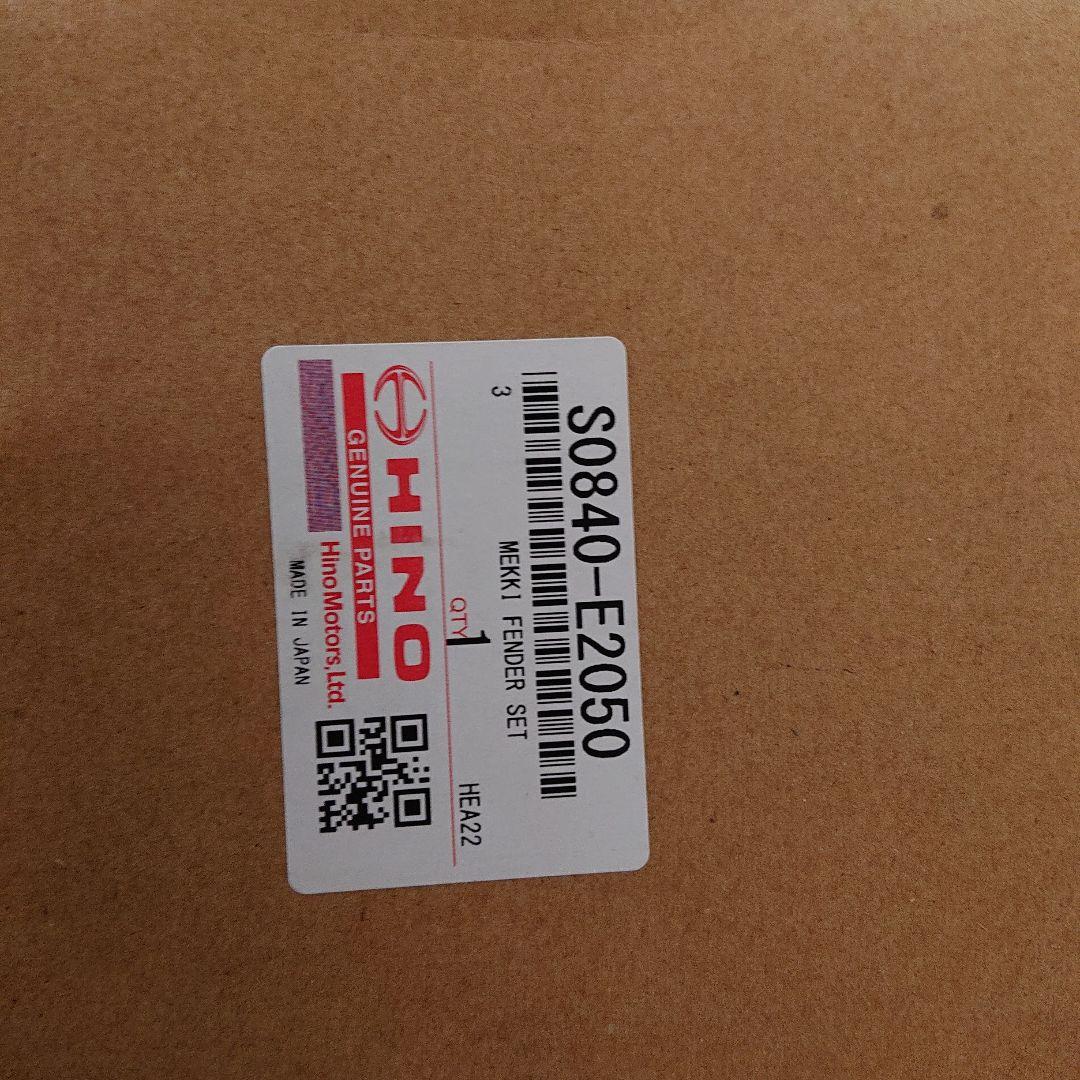 S0840-E2050
MEKKI FENDER SET
3
QTY 1
HEA22
HINO
GENUINE PARTS
HinoMotors,Ltd.
MADE IN JAPAN